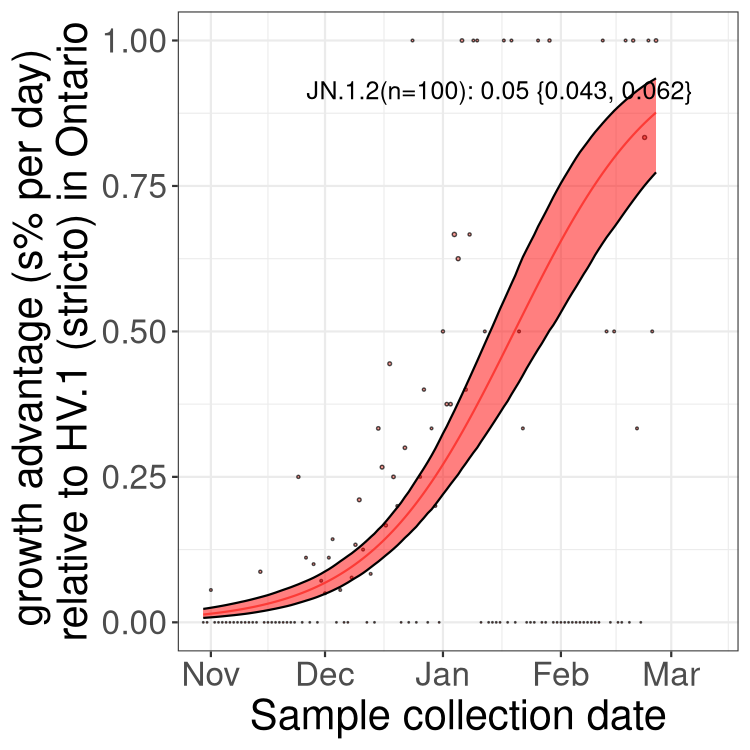 growth advantage (s% per day)
relative to HV.1 (stricto) in Ontario
1.00
0.75
0.50
0.25
0.00
JN.1.2(n=100): 0.05 {0.043, 0.062}
Nov Dec Jan Feb Mar
Sample collection date